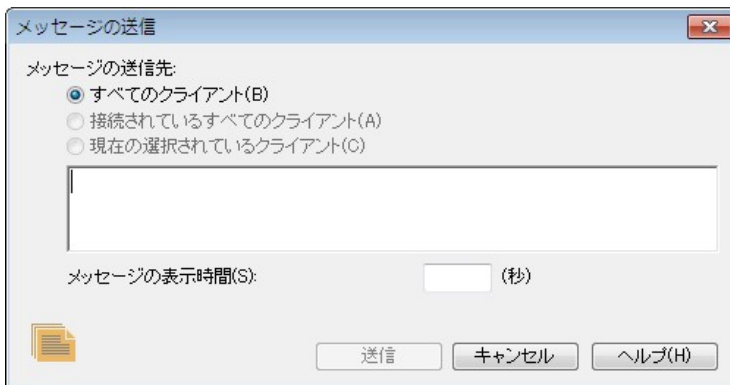 メッセージの送信
メッセージの送信先:
すべてのクライアント(B)
接続されているすべてのクライアント(A)
現在の選択されているクライアント(C)
メッセージの表示時間(S): (秒)
送信 キャンセル ヘルプ(H)